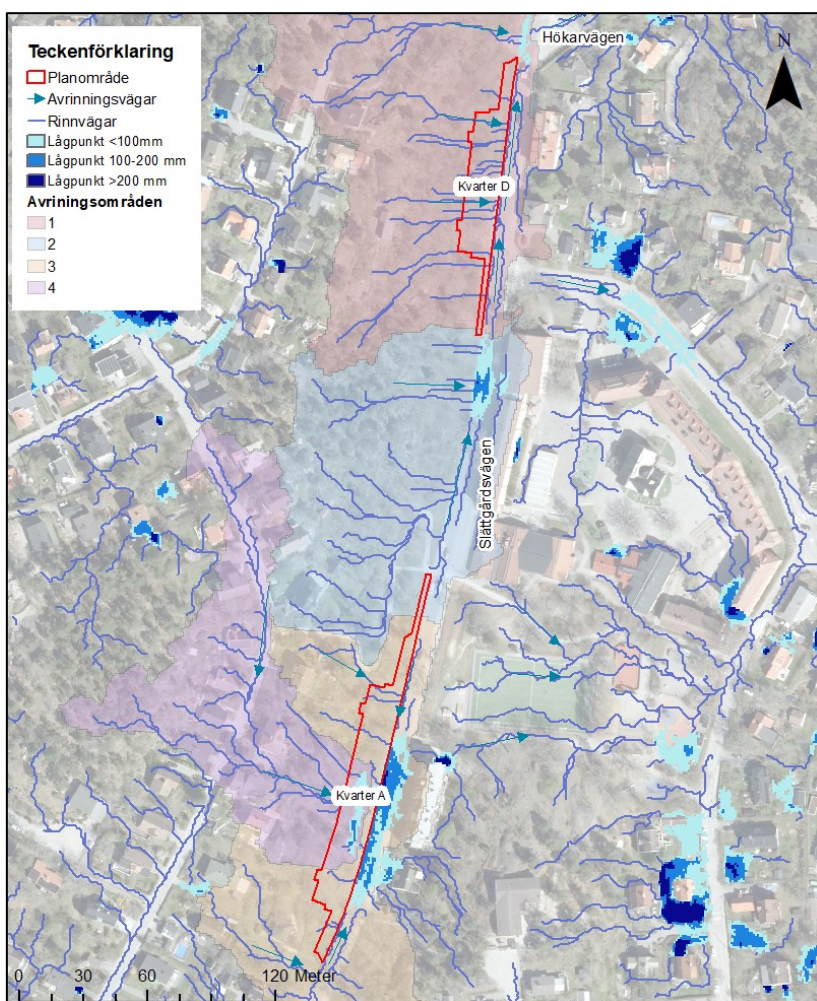 Teckenförklaring
Planområde
Avrinningsvägar
Rinnvägar
Lågpunkt <100mm
Lågpunkt 100-200 mm
Lågpunkt >200 mm
Avriningsområden
1
2
3
4
Hökarvägen
N
Kvarter D
Slättgårdsvägen
Kvarter A
0 30 60 120 Meter